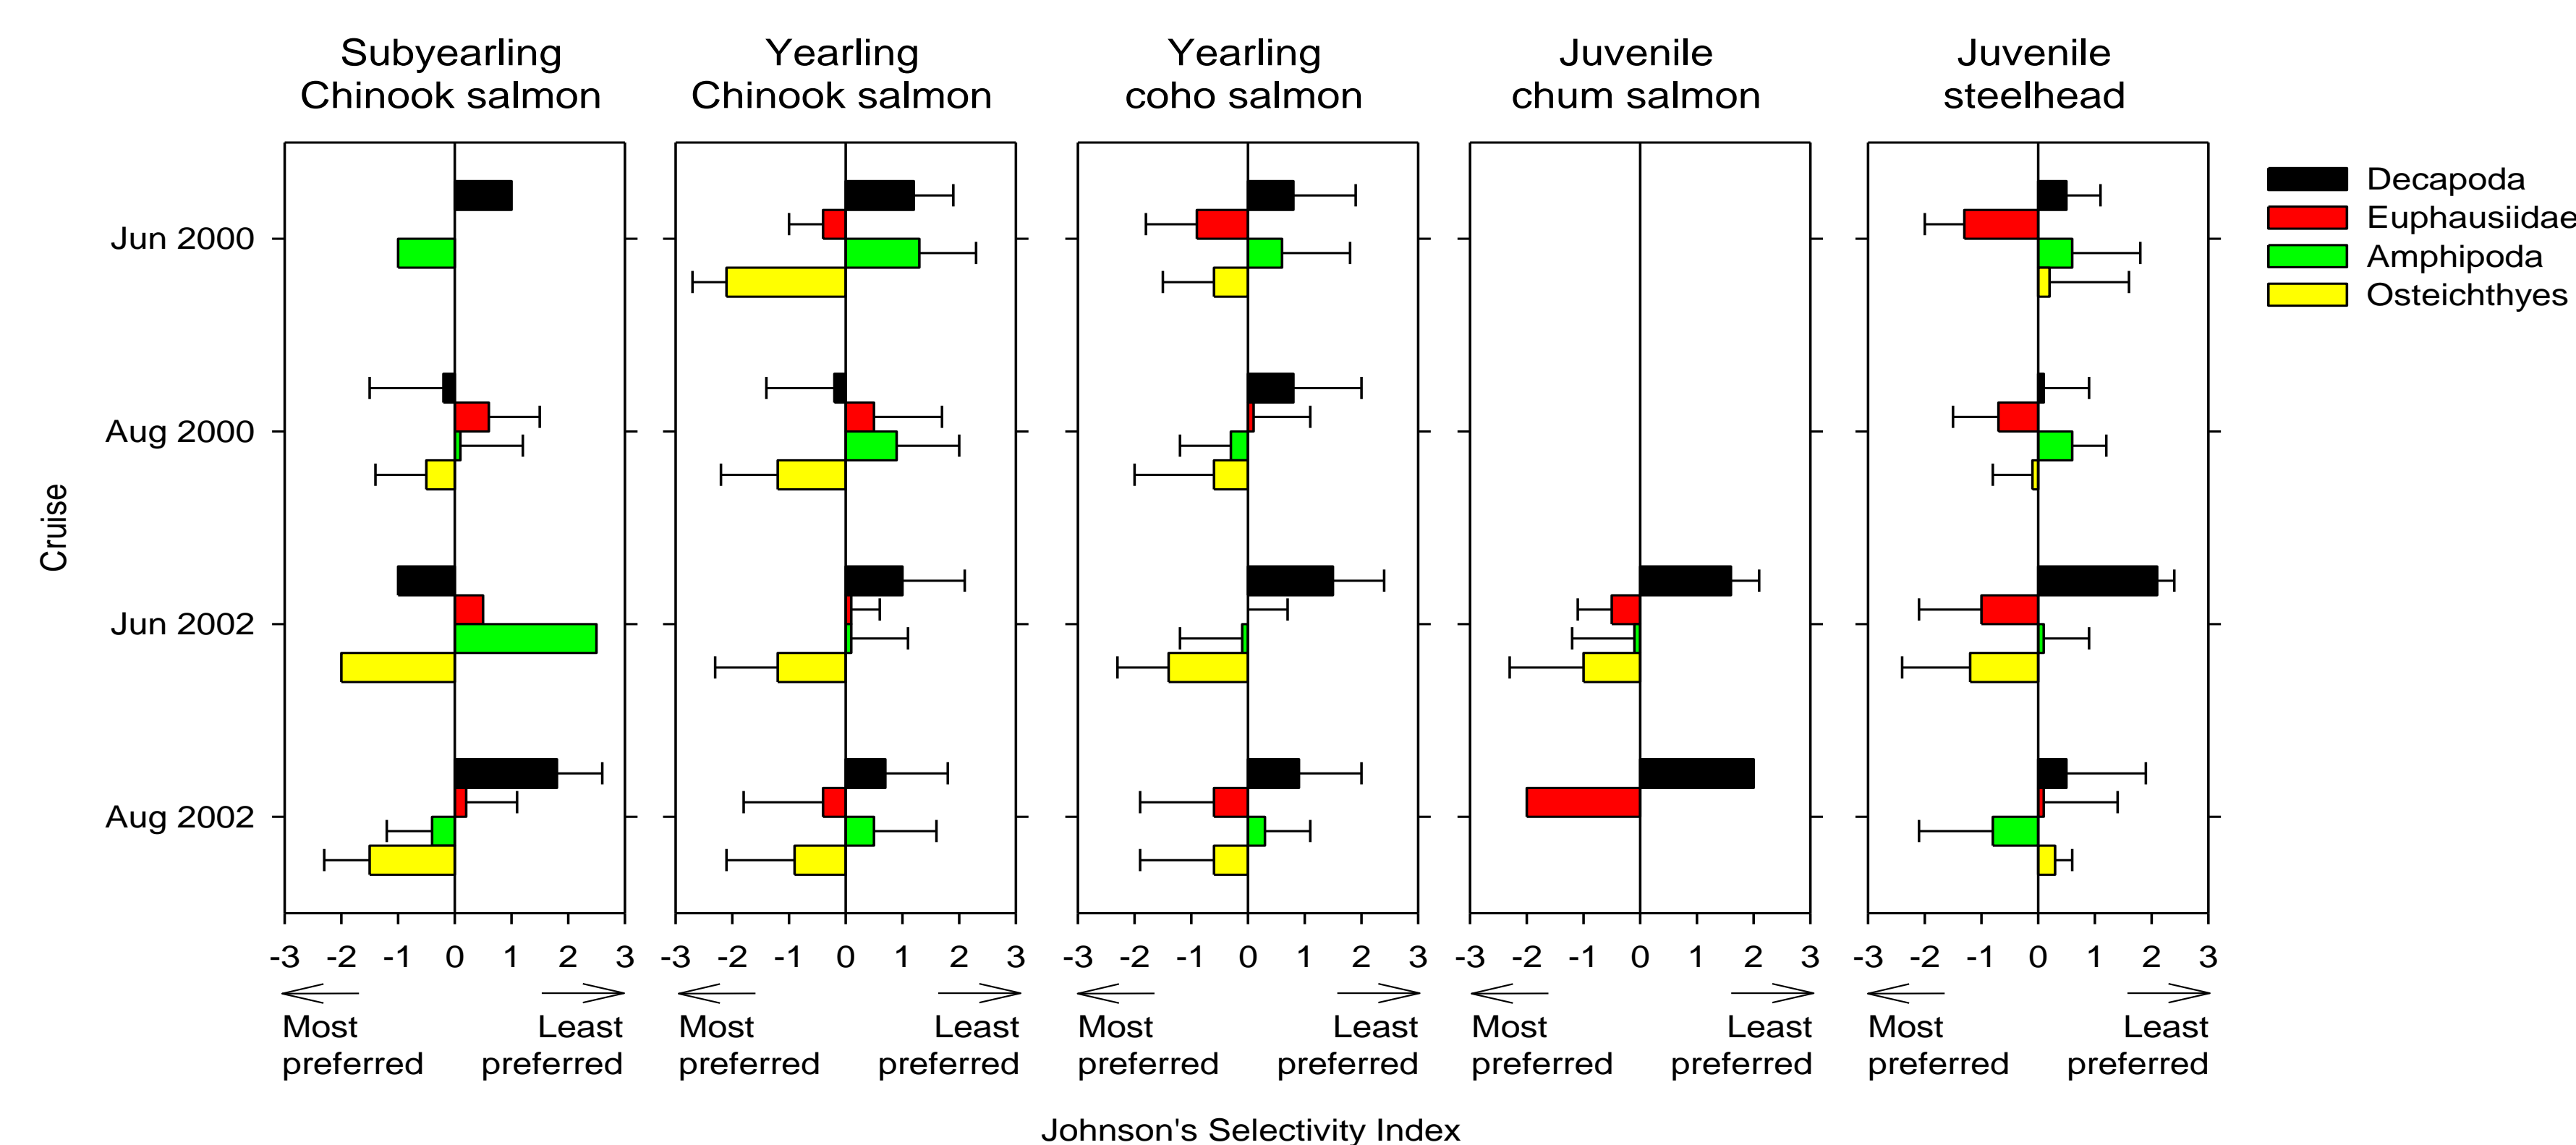 Subyearling
Chinook salmon
Yearling
Chinook salmon
Yearling
coho salmon
Juvenile
chum salmon
Juvenile
steelhead
Decapoda
Euphausiidae
Amphipoda
Osteichthyes
Cruise
Jun 2000
Aug 2000
Jun 2002
Aug 2002
-3 -2 -1 0 1 2 3
-3 -2 -1 0 1 2 3
-3 -2 -1 0 1 2 3
-3 -2 -1 0 1 2 3
-3 -2 -1 0 1 2 3
Most
preferred
Least
preferred
Most
preferred
Least
preferred
Most
preferred
Least
preferred
Most
preferred
Least
preferred
Most
preferred
Least
preferred
Johnson's Selectivity Index